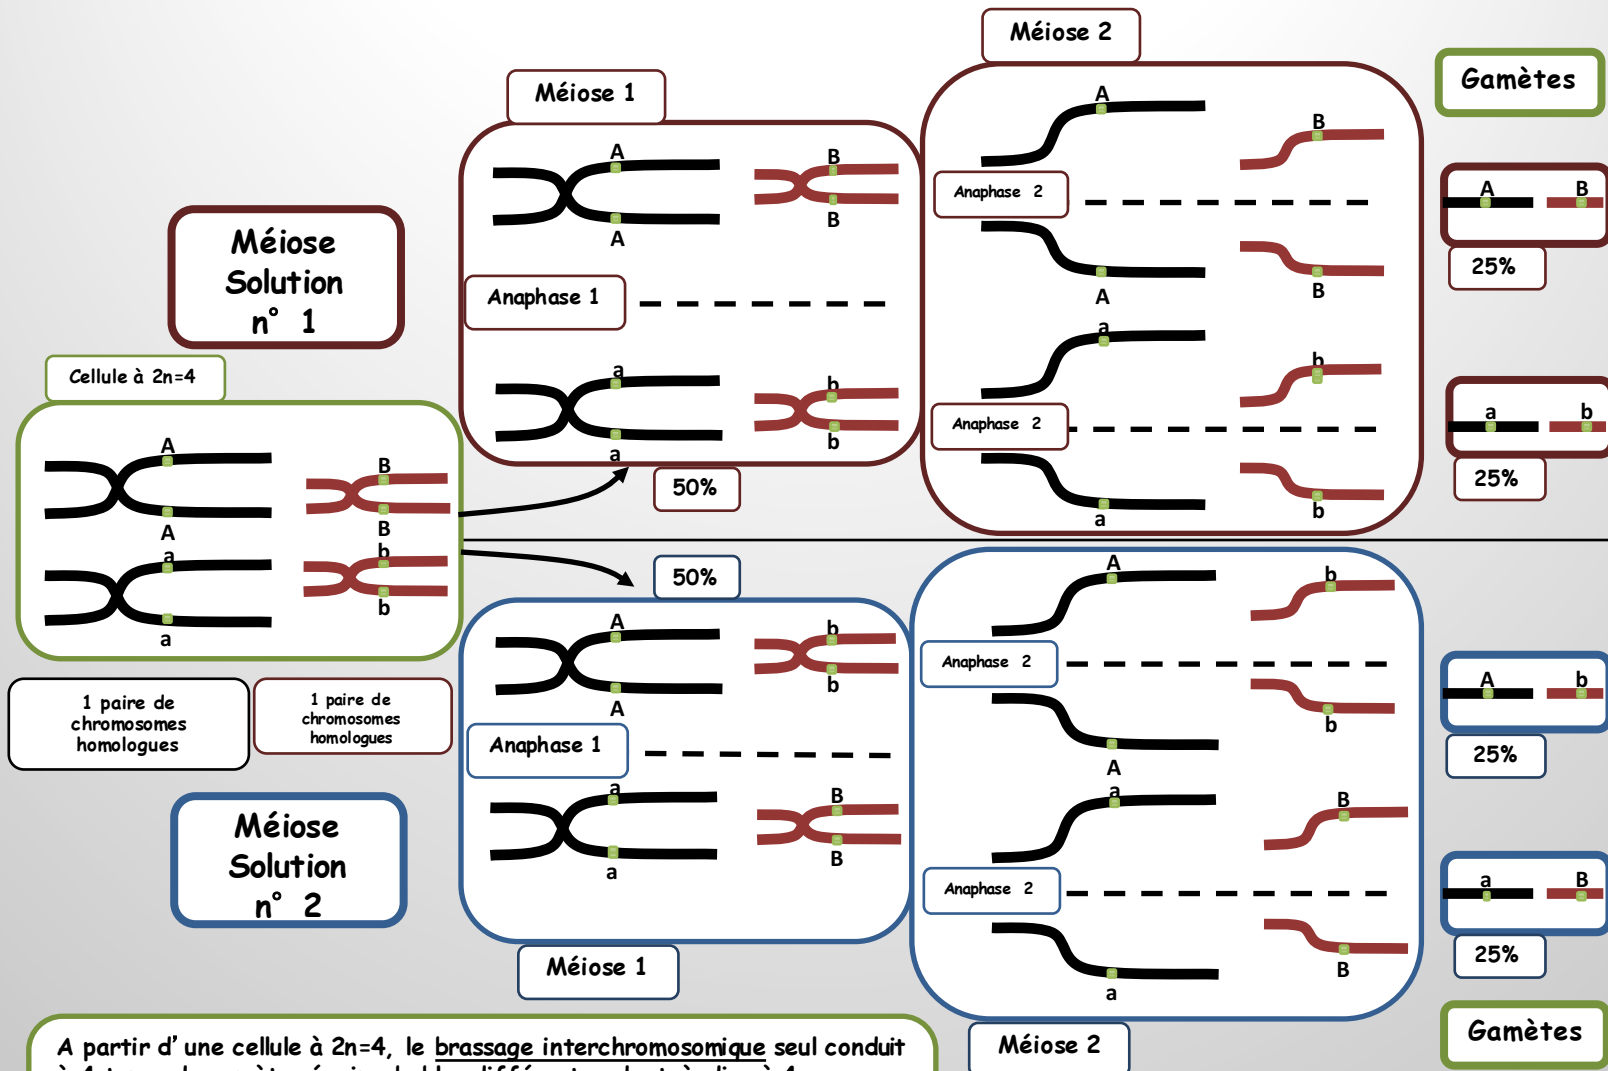 Méiose 2
Gamètes
Méiose 1
A
B
A
A
B
B
A B
Anaphase 2
Méiose
Solution
n° 1
A
B
25%
Anaphase 1
A
B
a
b
Cellule à 2n=4
a
b
a
b
Anaphase 2
a b
b
a
25%
50%
a
b
A
B
A
B
a
b
a
b
50%
A
b
A
b
A
b
Anaphase 2
A b
b
A
25%
1 paire de
chromosomes
homologues
1 paire de
chromosomes
homologues
Anaphase 1
a
B
a
B
a
B
Anaphase 2
a B
B
a
25%
Méiose
Solution
n° 2
Méiose 1
Gamètes
Méiose 2
A partir d'une cellule à 2n=4, le brassage interchromosomique seul conduit